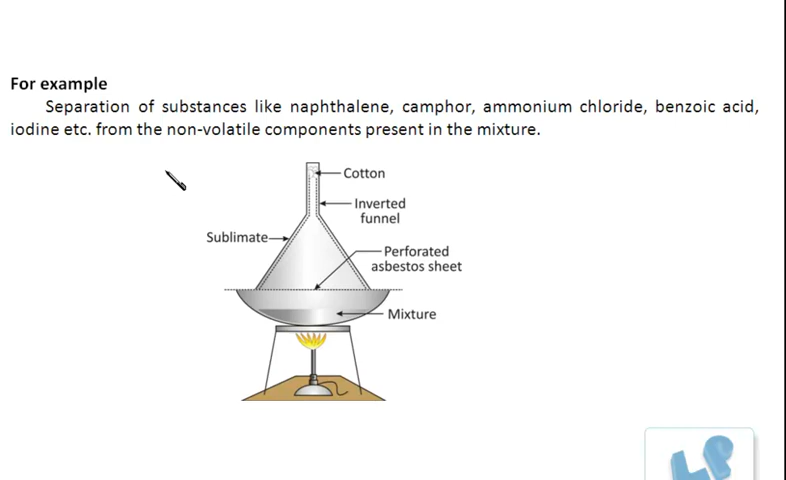 For example
Separation of substances like naphthalene, camphor, ammonium chloride, benzoic acid,
iodine etc. from the non-volatile components present in the mixture.
Cotton
Inverted
funnel
Sublimate
Perforated
asbestos sheet
Mixture
LP